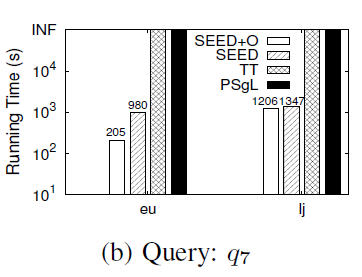 INF
10^4
10^3
10^2
10^1
Running Time (s)
SEED+O
SEED
TT
PSgL
205
980
1206
1347
eu
lj
(b) Query: q7